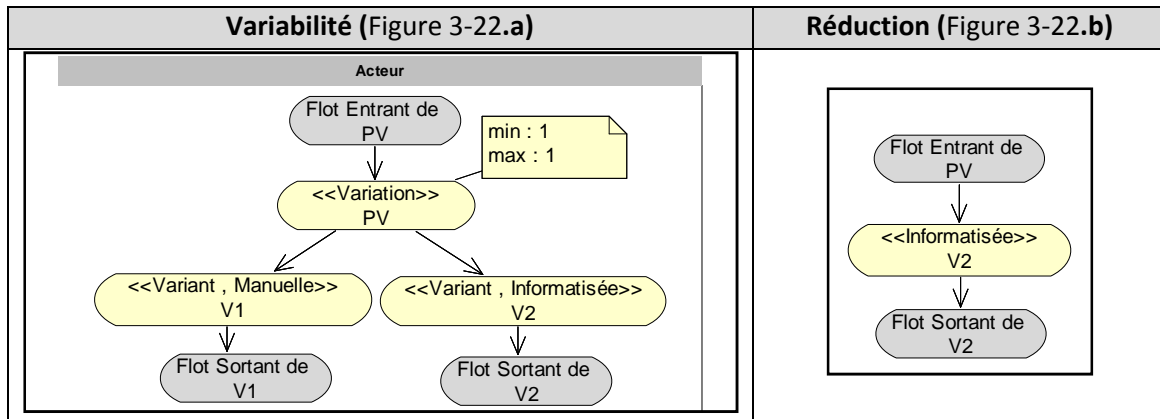 Variabilité (Figure 3-22.a)
Réduction (Figure 3-22.b)
Acteur
Flot Entrant de
PV
min : 1
max : 1
<<Variation>>
PV
<<Variant , Manuelle>>
V1
<<Variant , Informatisée>>
V2
Flot Sortant de
V1
Flot Sortant de
V2
Flot Entrant de
PV
<<Informatisée>>
V2
Flot Sortant de
V2